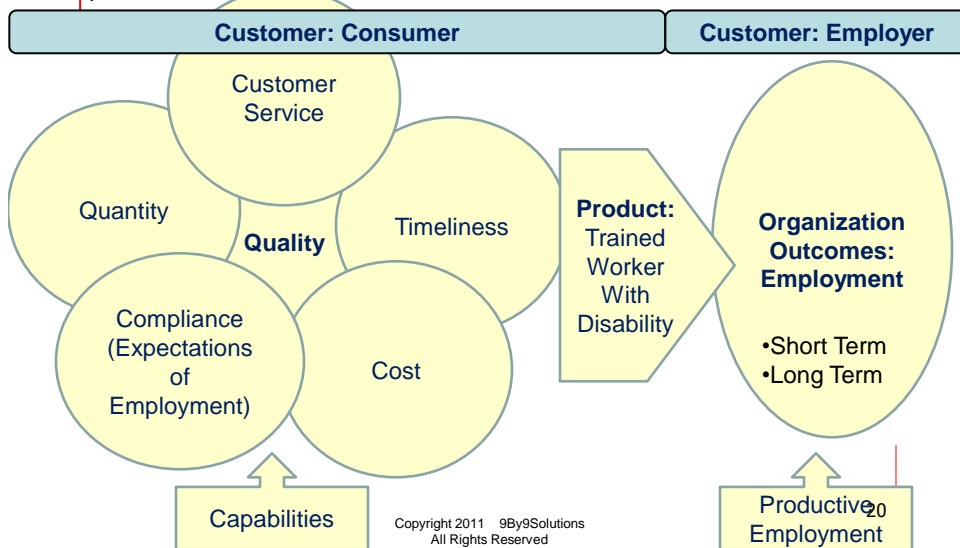 Customer: Consumer
Customer: Employer
Customer
Service
Quantity
Quality
Timeliness
Compliance
(Expectations
of
Employment)
Cost
Product:
Trained
Worker
With
Disability
Organization
Outcomes:
Employment
•Short Term
•Long Term
Capabilities
Productive
Employment
Copyright 2011 9By9Solutions
All Rights Reserved
20